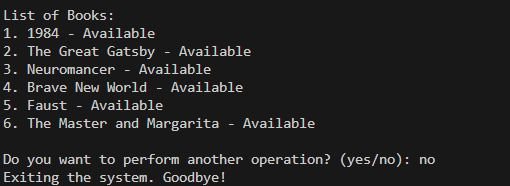 List of Books:
1. 1984 - Available
2. The Great Gatsby - Available
3. Neuromancer - Available
4. Brave New World - Available
5. Faust - Available
6. The Master and Margarita - Available
Do you want to perform another operation? (yes/no): no
Exiting the system. Goodbye!